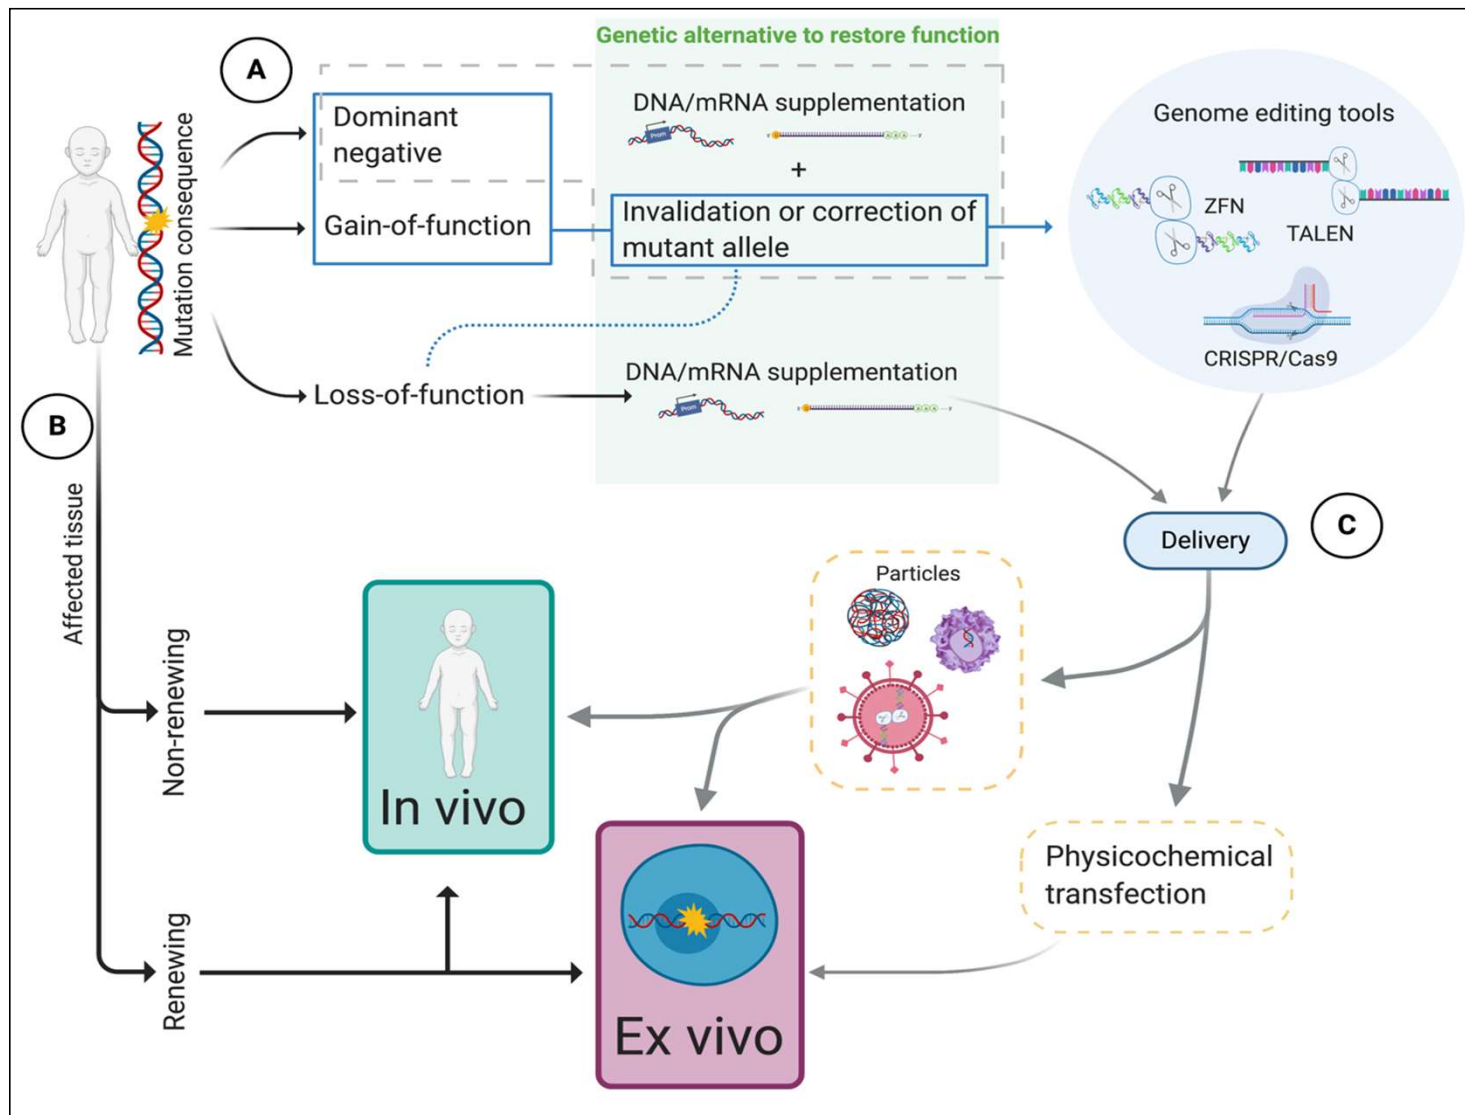 Genetic alternative to restore function
A
Mutation consequence
Dominant
negative
Gain-of-function
Loss-of-function
DNA/mRNA supplementation
Prom
+
Invalidation or correction of
mutant allele
DNA/mRNA supplementation
Prom
Genome editing tools
ZFN
TALEN
CRISPR/Cas9
B
Affected tissue
Non-renewing
Renewing
Delivery
C
Particles
Physicochemical
transfection
In vivo
Ex vivo